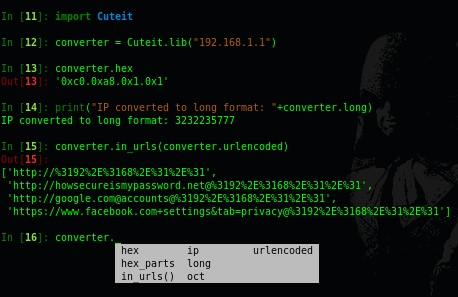 In [11]: import Cuteit
In [12]: converter = Cuteit.lib("192.168.1.1")
In [13]: converter.hex
Out[13]: '0xc0.0xa8.0x1.0x1'
In [14]: print("IP converted to long format: "+converter.long)
IP converted to long format: 3232235777
In [15]: converter.in_urls(converter.urlencoded)
Out[15]:
['http://%3192%2E%3168%2E%31%2E%31',
'http://howsecureismypassword.net@%3192%2E%3168%2E%31%2E%31',
'http://google.com@accounts@%3192%2E%3168%2E%31%2E%31',
'https://www.facebook.com+settings&tab=privacy@%3192%2E%3168%2E%31%2E%31']
In [16]: converter._
hex ip urlencoded
hex_parts long
in_urls() oct